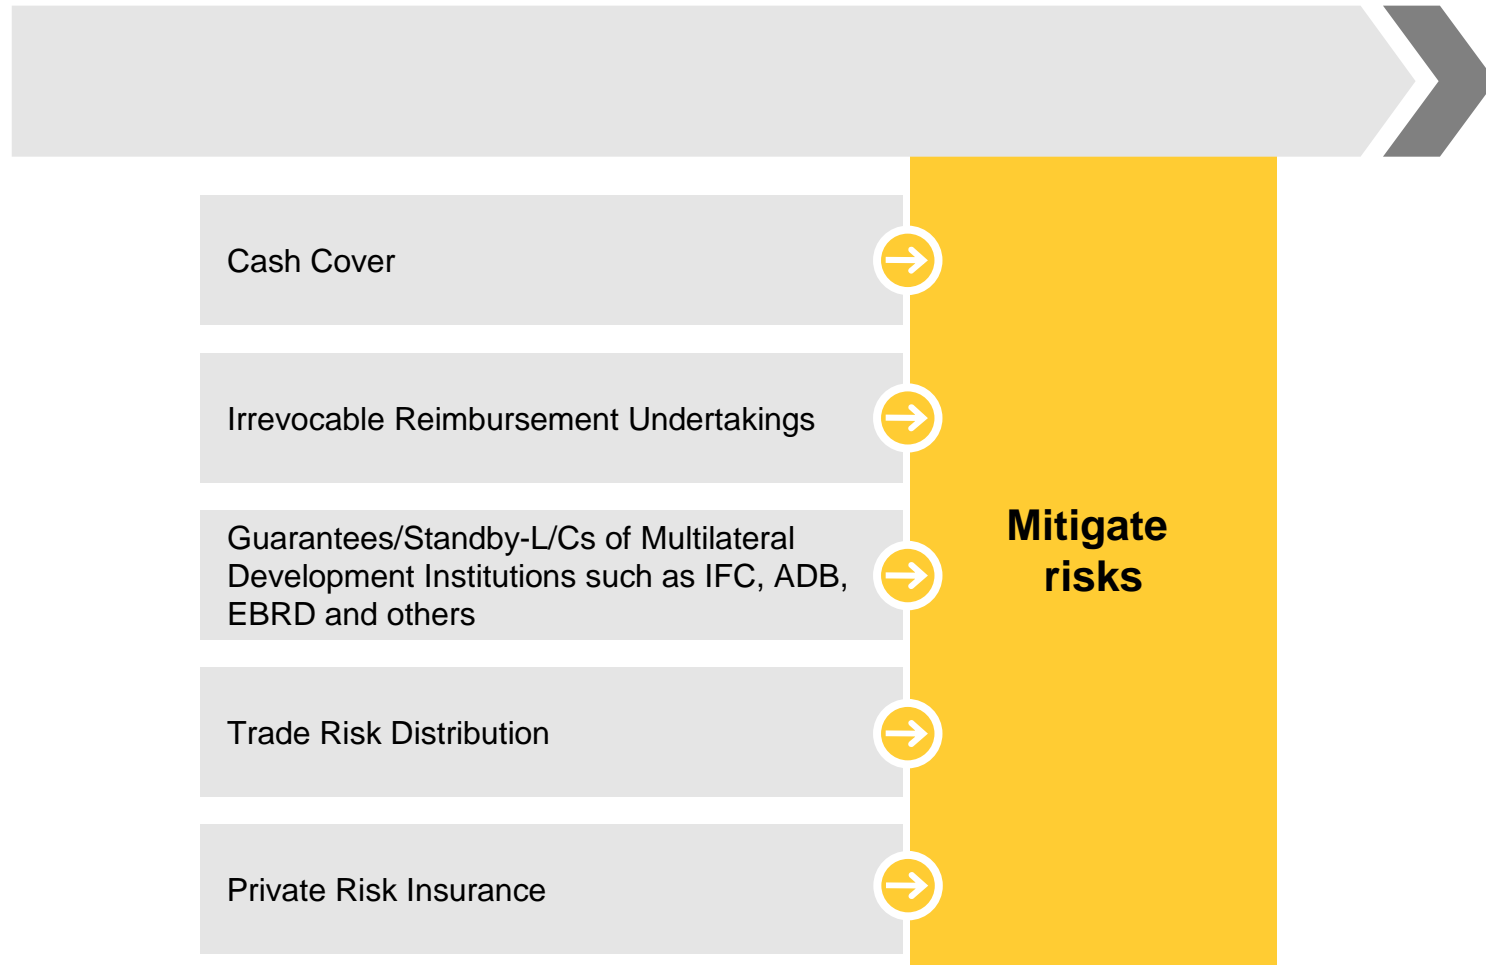 Cash Cover
Irrevocable Reimbursement Undertakings
Guarantees/Standby-L/Cs of Multilateral
Development Institutions such as IFC, ADB,
EBRD and others
Trade Risk Distribution
Private Risk Insurance
Mitigate
risks